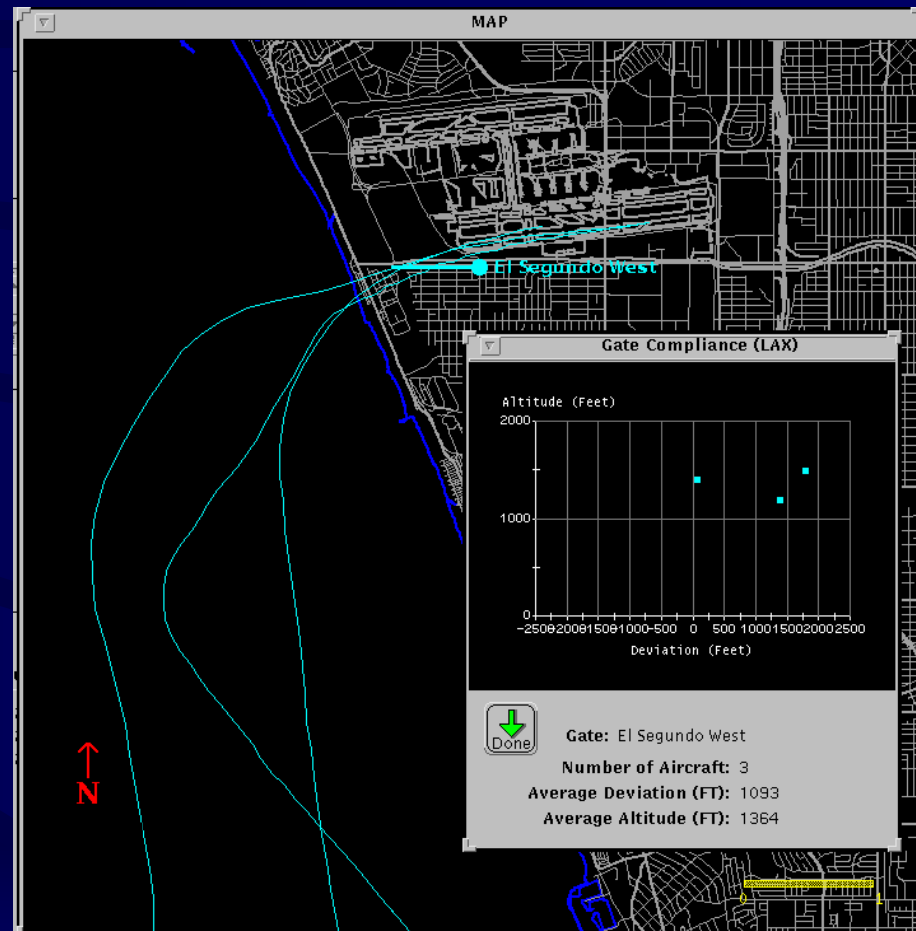 MAP
El Segundo West
Gate Compliance (LAX)
Altitude (Feet)
2000
1000
0
-2500 -2000 -1500 -1000 -500 0 500 1000 1500 2000 2500
Deviation (Feet)
Done
Gate: El Segundo West
Number of Aircraft: 3
Average Deviation (FT): 1093
Average Altitude (FT): 1364
N
0 1